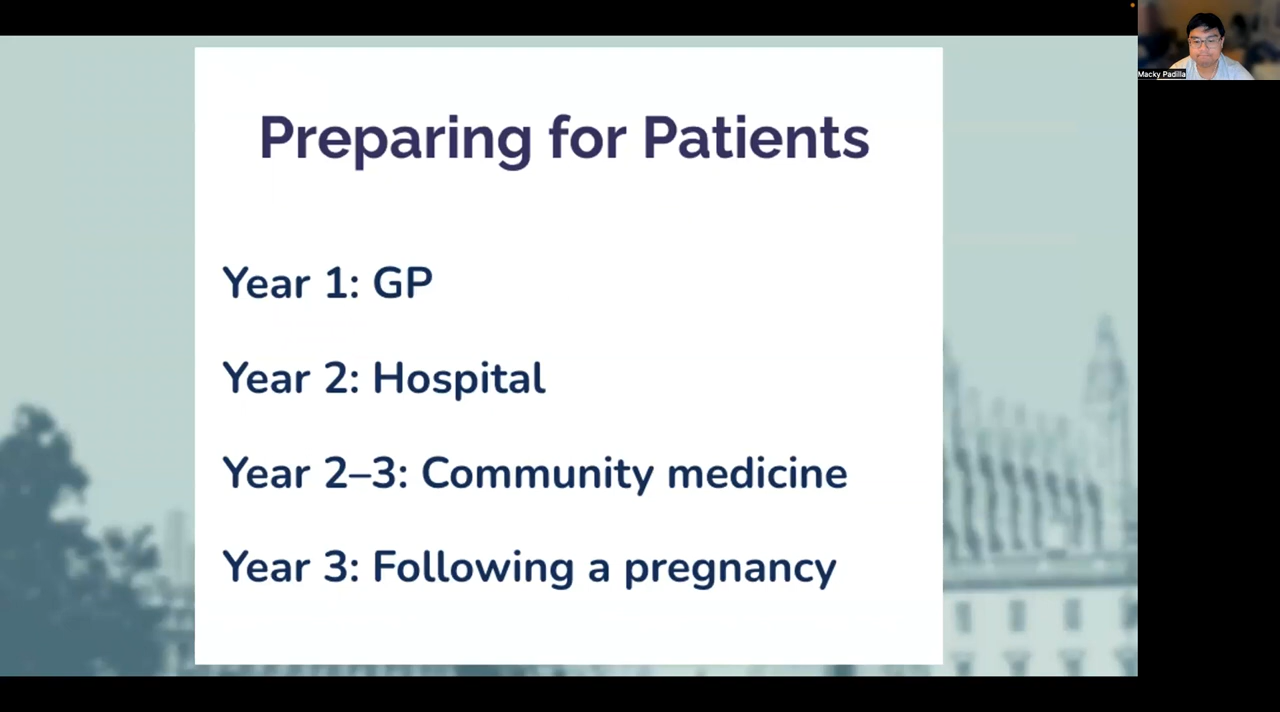 Preparing for Patients
Year 1: GP
Year 2: Hospital
Year 2–3: Community medicine
Year 3: Following a pregnancy
Macky Padilla